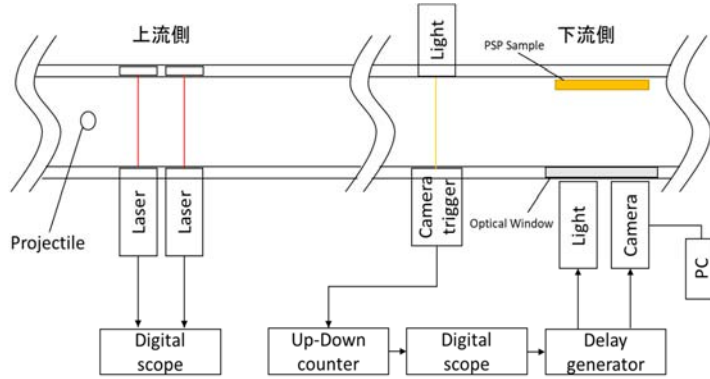 上流側
Light
下流側
PSP Sample
Projectile
Laser
Laser
Camera
trigger
Optical Window
Light
Camera
PC
Digital
scope
Up-Down
counter
Digital
scope
Delay
generator